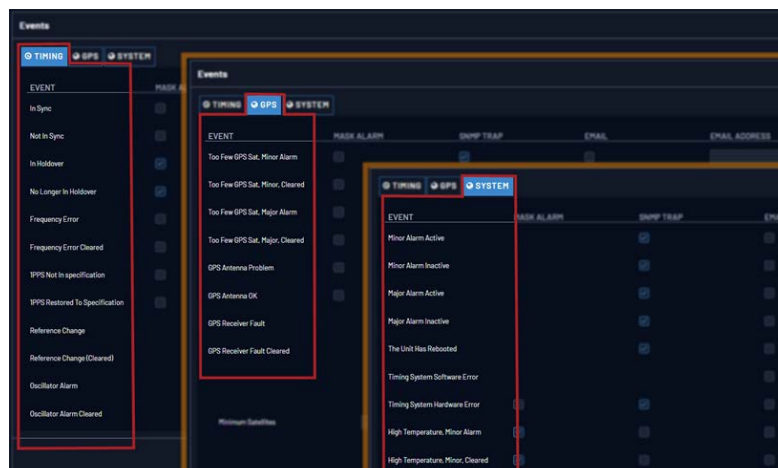 Events
TIMING GPS SYSTEM
EVENT
In Sync
Not In Sync
In Holdover
No Longer In Holdover
Frequency Error
Frequency Error Cleared
1PPS Not In specification
1PPS Restored To Specification
Reference Change
Reference Change (Cleared)
Oscillator Alarm
Oscillator Alarm Cleared
Events
TIMING GPS SYSTEM
EVENT MASK ALARM SNMP TRAP EMAIL EMAIL ADDRESS
Too Few GPS Sat, Minor Alarm
Too Few GPS Sat, Minor, Cleared
Too Few GPS Sat, Major Alarm
Too Few GPS Sat, Major, Cleared
GPS Antenna Problem
GPS Antenna OK
GPS Receiver Fault
GPS Receiver Fault Cleared
Minimum Satellites
TIMING GPS SYSTEM
EVENT MASK ALARM SNMP TRAP
Minor Alarm Active
Minor Alarm Inactive
Major Alarm Active
Major Alarm Inactive
The Unit Has Rebooted
Timing System Software Error
Timing System Hardware Error
High Temperature, Minor Alarm
High Temperature, Minor, Cleared